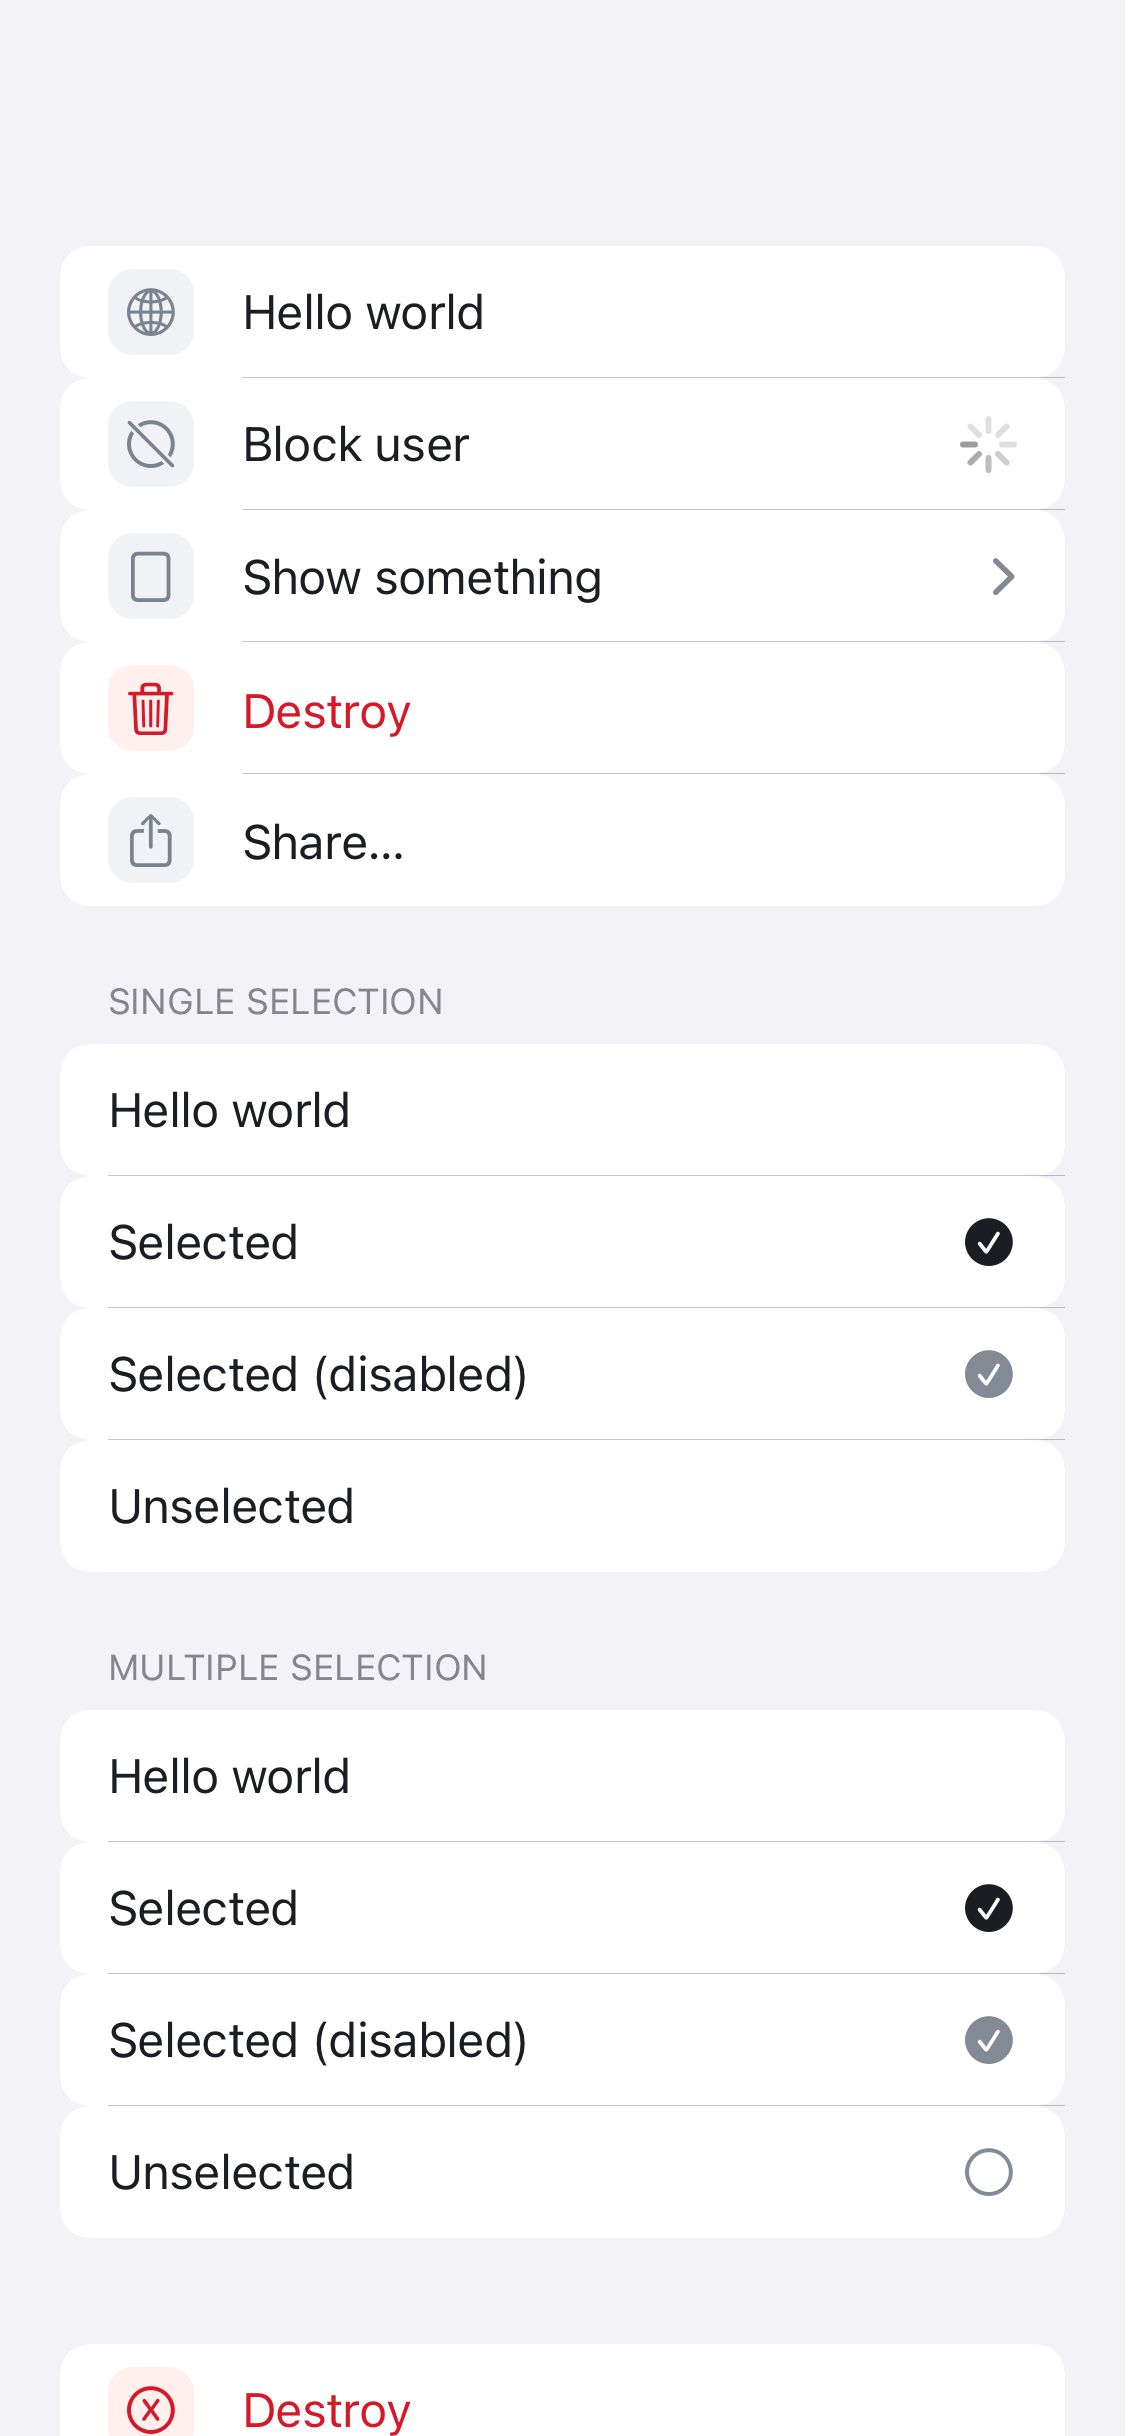 Hello world
Block user
Show something
Destroy
Share…
SINGLE SELECTION
Hello world
Selected
Selected (disabled)
Unselected
MULTIPLE SELECTION
Hello world
Selected
Selected (disabled)
Unselected
Destroy